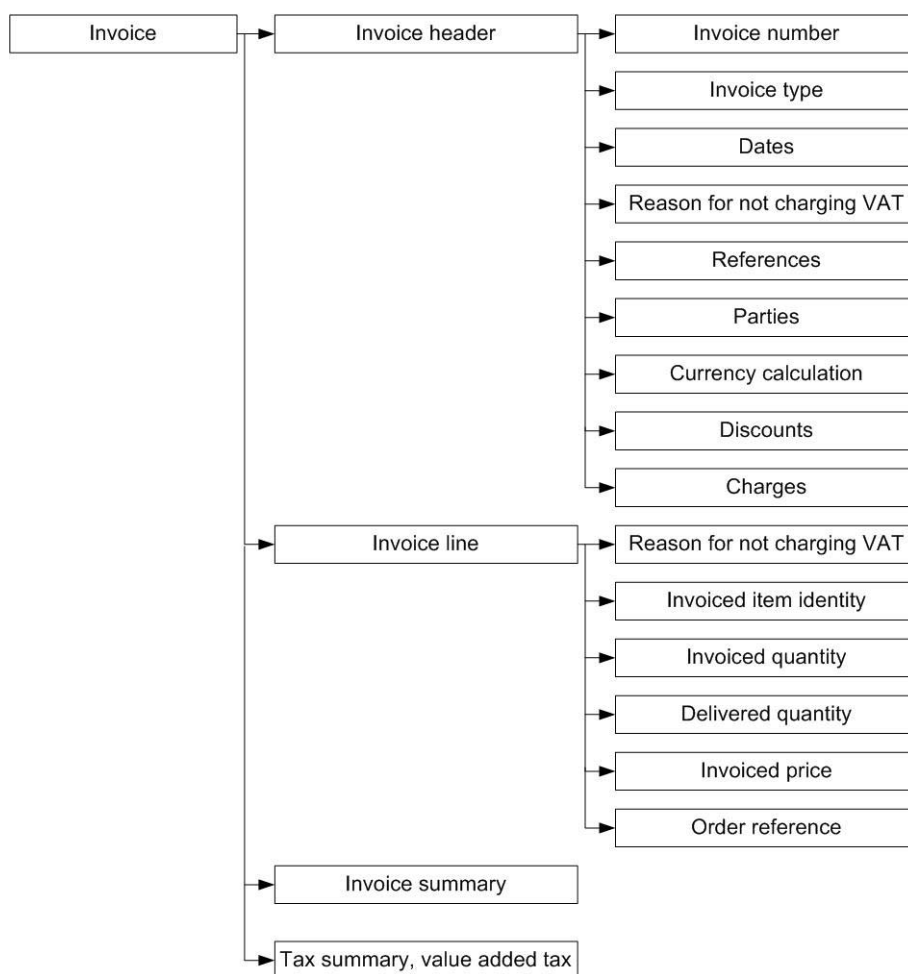 Invoice
Invoice header
Invoice number
Invoice type
Dates
Reason for not charging VAT
References
Parties
Currency calculation
Discounts
Charges
Invoice line
Reason for not charging VAT
Invoiced item identity
Invoiced quantity
Delivered quantity
Invoiced price
Order reference
Invoice summary
Tax summary, value added tax